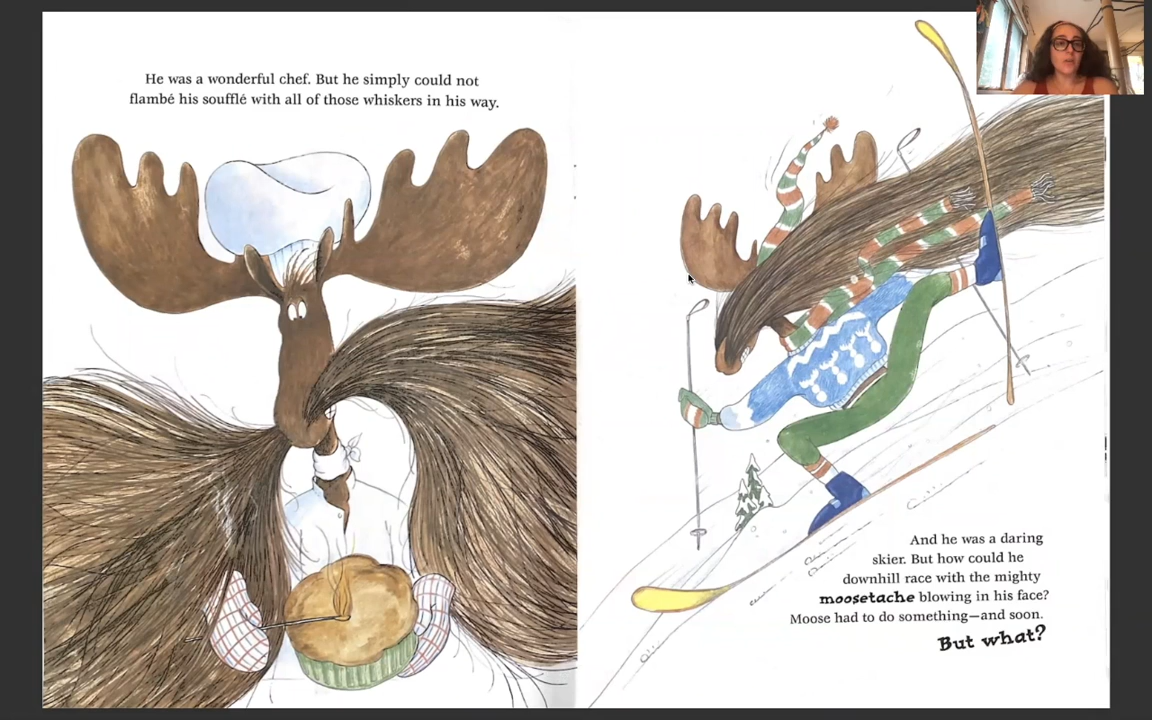 He was a wonderful chef. But he simply could not
flambé his soufflé with all of those whiskers in his way.
And he was a daring
skier. But how could he
downhill race with the mighty
moosetache blowing in his face?
Moose had to do something—and soon.
But what?